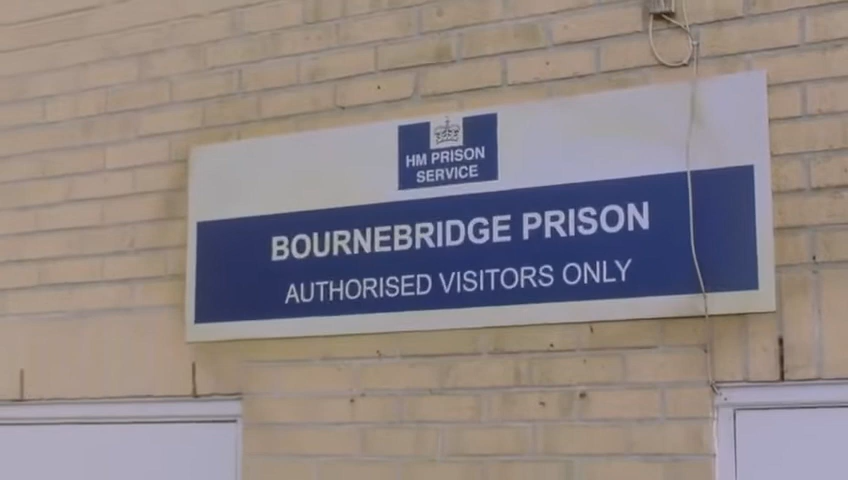 HM PRISON
SERVICE
BOURNEBRIDGE PRISON
AUTHORISED VISITORS ONLY